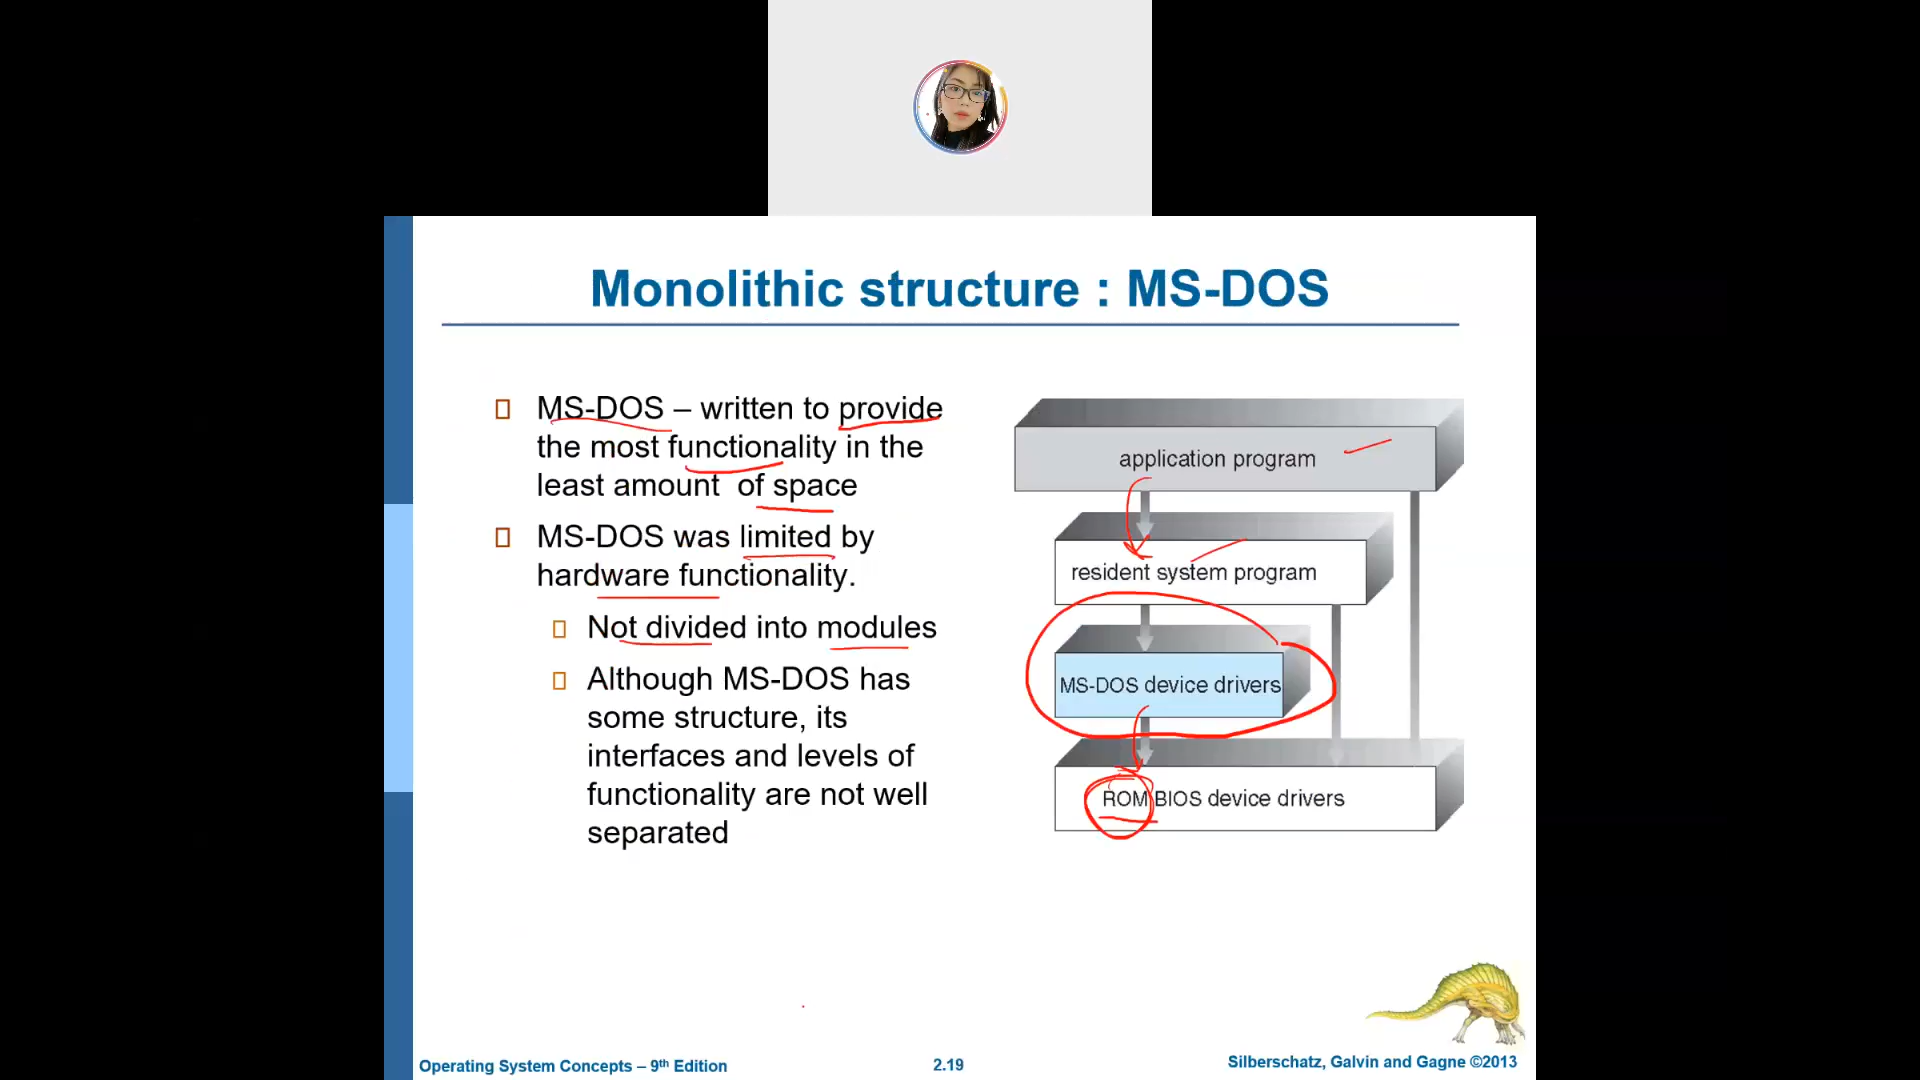 Monolithic structure : MS-DOS
MS-DOS – written to provide
the most functionality in the
least amount of space
MS-DOS was limited by
hardware functionality.
Not divided into modules
Although MS-DOS has
some structure, its
interfaces and levels of
functionality are not well
separated
application program
resident system program
MS-DOS device drivers
ROM BIOS device drivers
Operating System Concepts – 9th Edition
2.19
Silberschatz, Galvin and Gagne ©2013